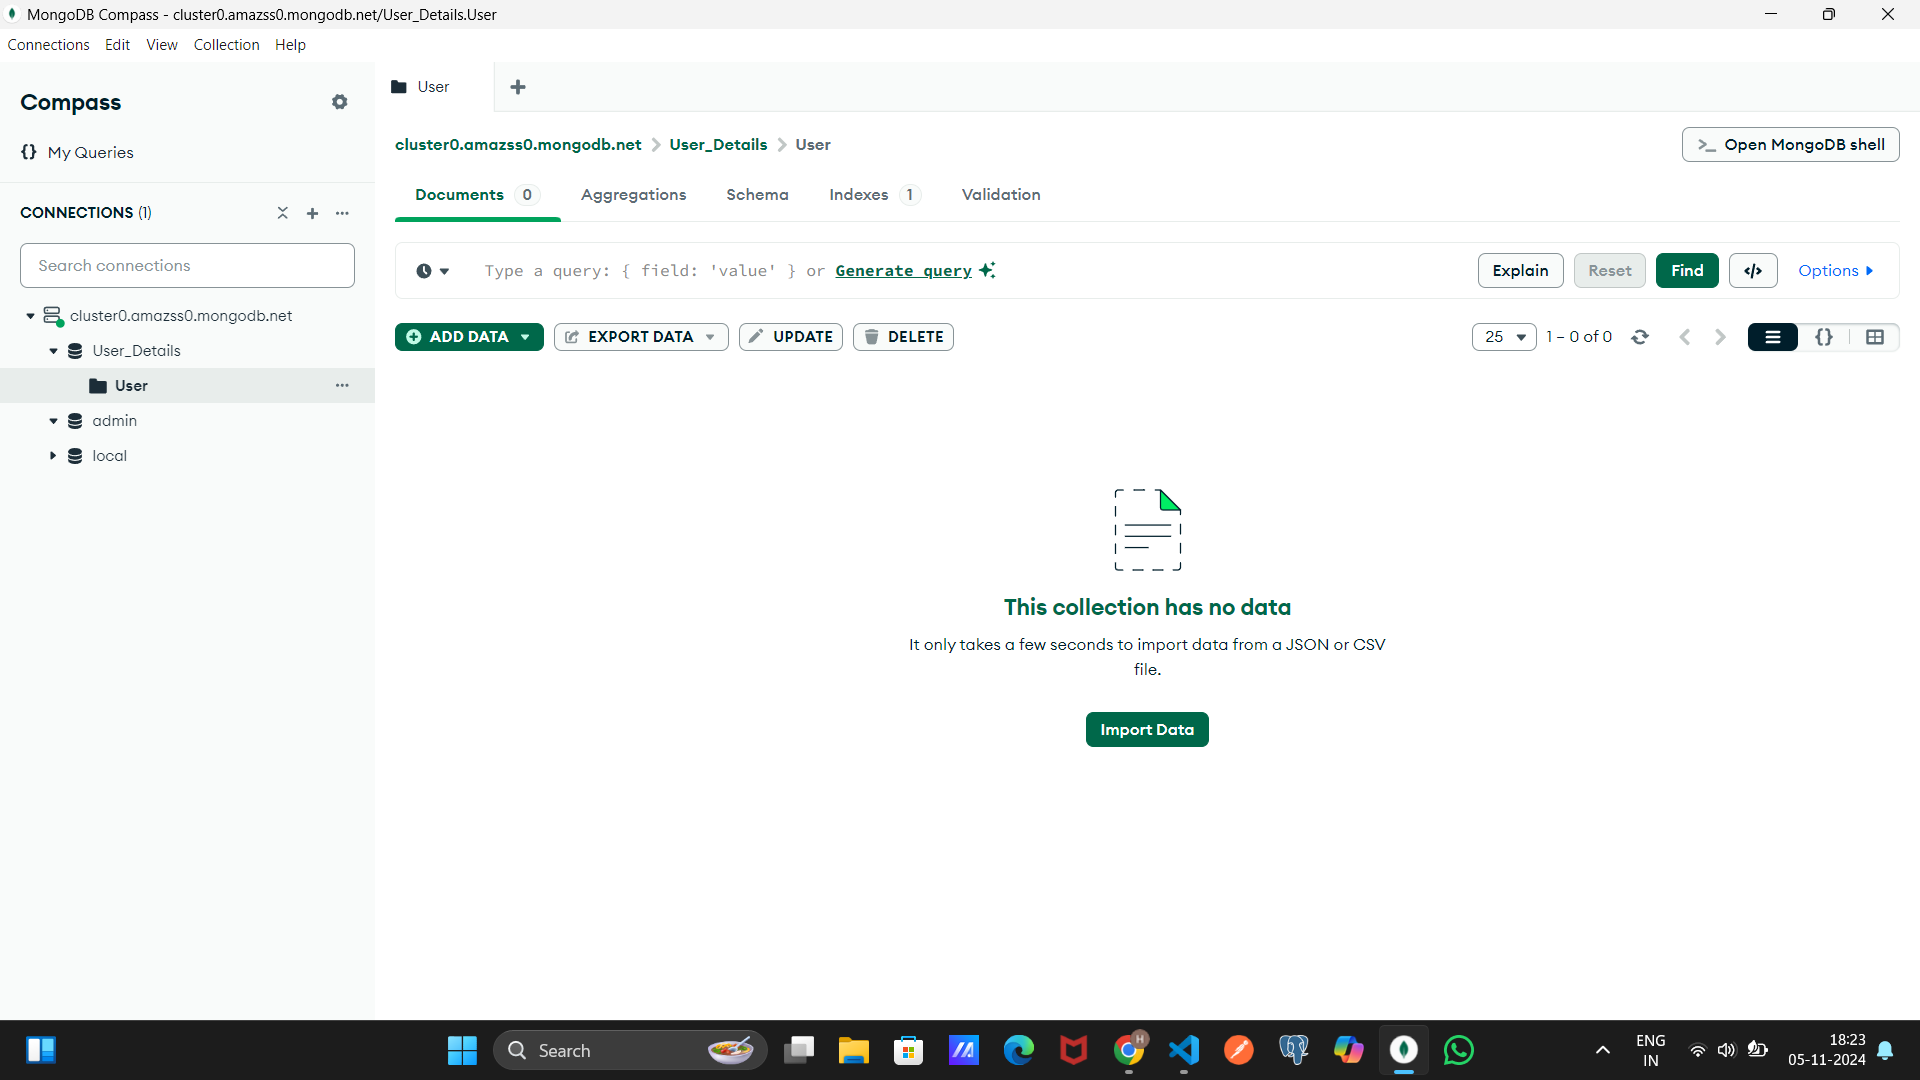 MongoDB Compass - cluster0.amazss0.mongodb.net/User_Details.User
Connections Edit View Collection Help
Compass
User
{} My Queries
cluster0.amazss0.mongodb.net > User_Details > User
>_ Open MongoDB shell
Documents 0 Aggregations Schema Indexes 1 Validation
CONNECTIONS (1)
Search connections
Type a query: { field: 'value' } or Generate query
Explain Reset Find </> Options
cluster0.amazss0.mongodb.net
ADD DATA EXPORT DATA UPDATE DELETE
25 1 – 0 of 0 {}
User_Details
User
admin
local
This collection has no data
It only takes a few seconds to import data from a JSON or CSV
file.
Import Data
Search
H
ENG
IN
18:23
05-11-2024